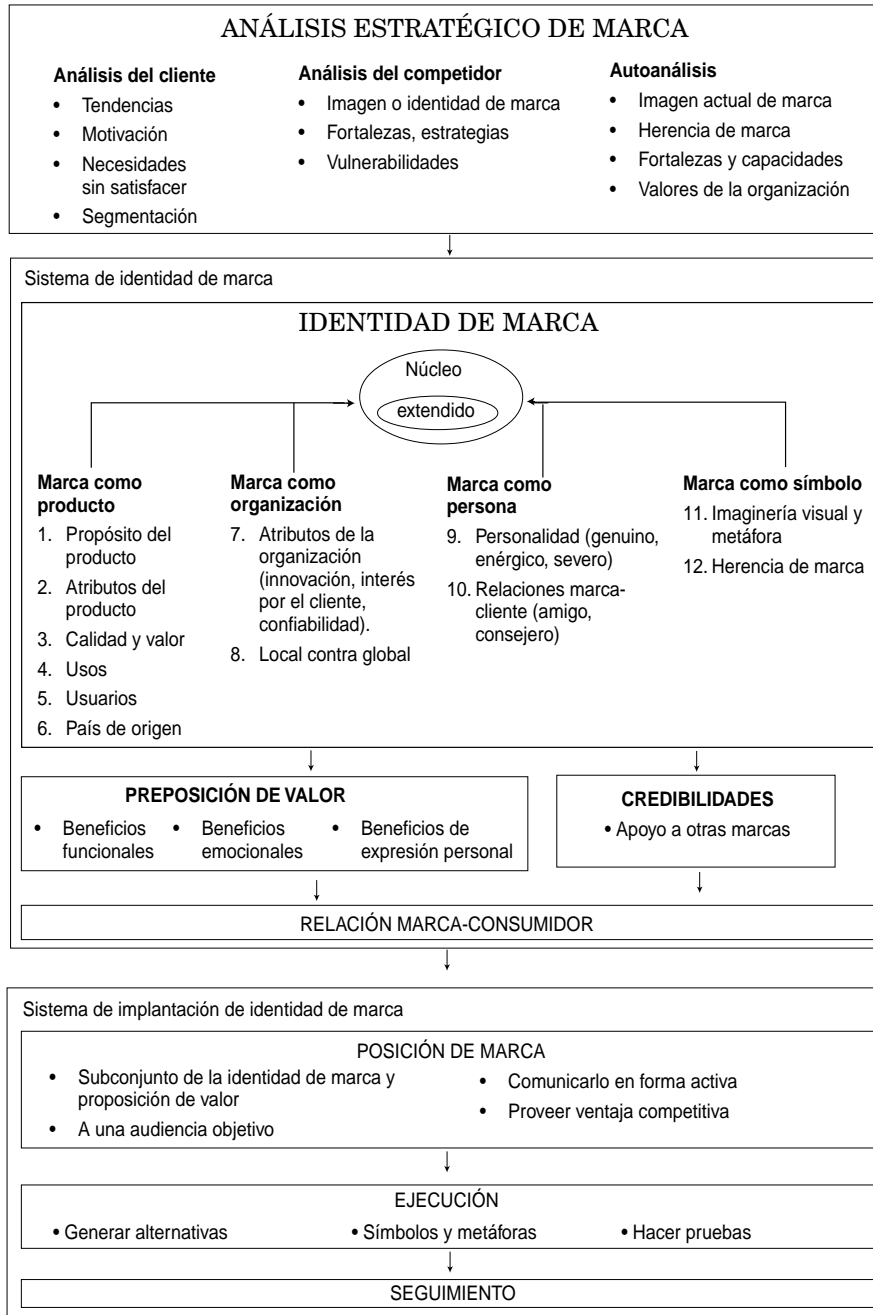 ANÁLISIS ESTRATÉGICO DE MARCA
Análisis del cliente
• Tendencias
• Motivación
• Necesidades
sin satisfacer
• Segmentación
Análisis del competidor
• Imagen o identidad de marca
• Fortalezas, estrategias
• Vulnerabilidades
Autoanálisis
• Imagen actual de marca
• Herencia de marca
• Fortalezas y capacidades
• Valores de la organización
Sistema de identidad de marca
IDENTIDAD DE MARCA
Núcleo
extendido
Marca como
producto
1. Propósito del
producto
2. Atributos del
producto
3. Calidad y valor
4. Usos
5. Usuarios
6. País de origen
Marca como
organización
7. Atributos de la
organización
(innovación, interés
por el cliente,
confiabilidad).
8. Local contra global
Marca como
persona
9. Personalidad (genuino,
enérgico, severo)
10. Relaciones marca-
cliente (amigo,
consejero)
Marca como símbolo
11. Imaginería visual y
metáfora
12. Herencia de marca
PREPOSICIÓN DE VALOR
• Beneficios
funcionales
• Beneficios
emocionales
• Beneficios de
expresión personal
CREDIBILIDADES
• Apoyo a otras marcas
RELACIÓN MARCA-CONSUMIDOR
Sistema de implantación de identidad de marca
POSICIÓN DE MARCA
• Subconjunto de la identidad de marca y
proposición de valor
• A una audiencia objetivo
• Comunicarlo en forma activa
• Proveer ventaja competitiva
EJECUCIÓN
• Generar alternativas
• Símbolos y metáforas
• Hacer pruebas
SEGUIMIENTO